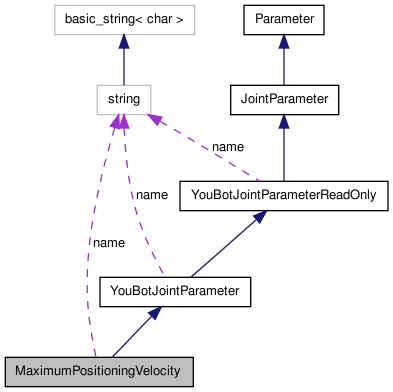 basic_string< char >
Parameter
string
JointParameter
name
YouBotJointParameterReadOnly
name
name
YouBotJointParameter
MaximumPositioningVelocity